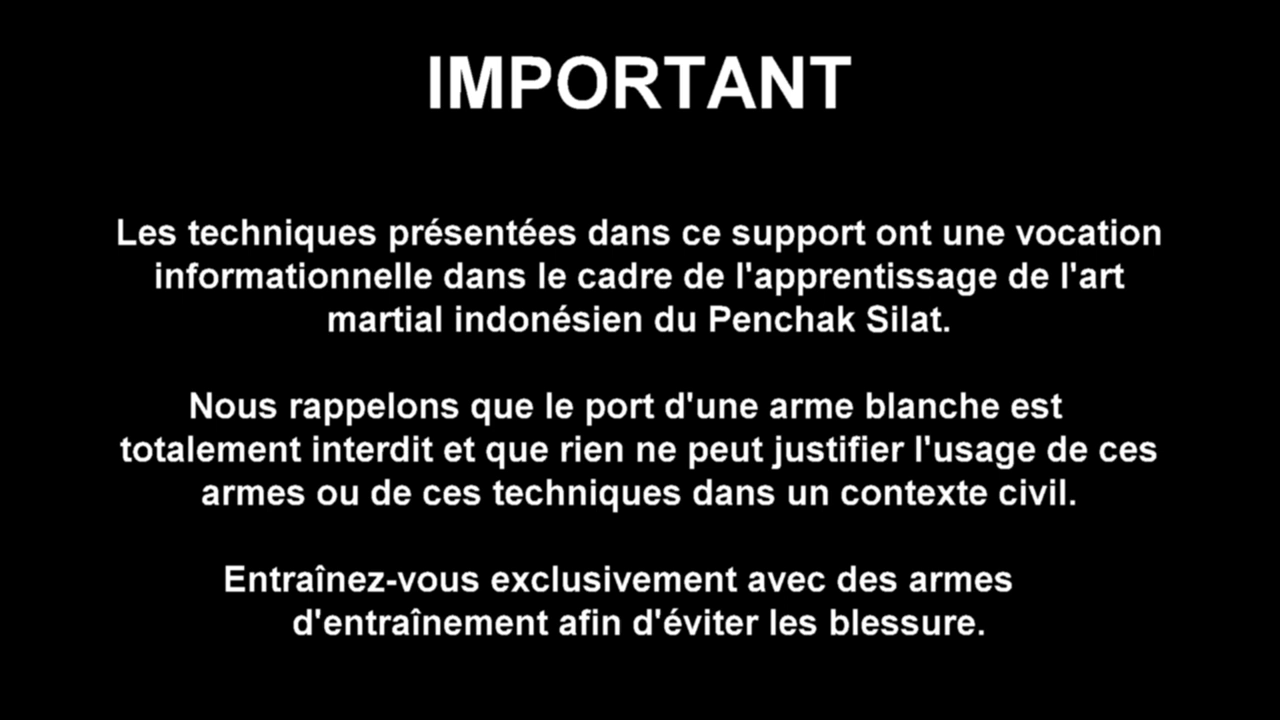 IMPORTANT
Les techniques présentées dans ce support ont une vocation
informationnelle dans le cadre de l'apprentissage de l'art
martial indonésien du Penchak Silat.
Nous rappelons que le port d'une arme blanche est
totalement interdit et que rien ne peut justifier l'usage de ces
armes ou de ces techniques dans un contexte civil.
Entraînez-vous exclusivement avec des armes
d'entraînement afin d'éviter les blessure.